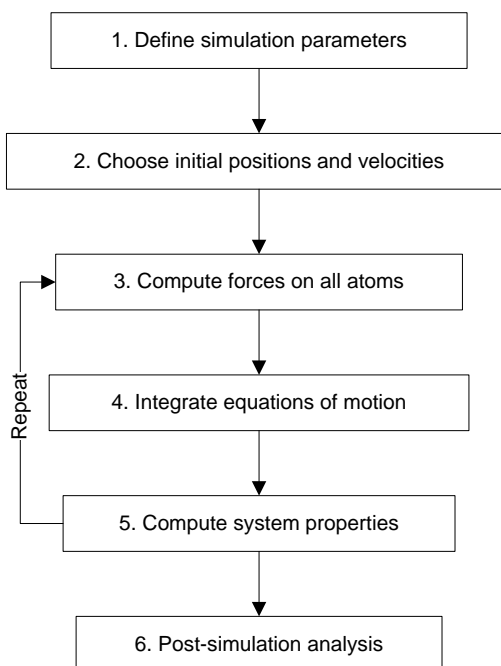 1. Define simulation parameters
2. Choose initial positions and velocities
3. Compute forces on all atoms
Repeat
4. Integrate equations of motion
5. Compute system properties
6. Post-simulation analysis